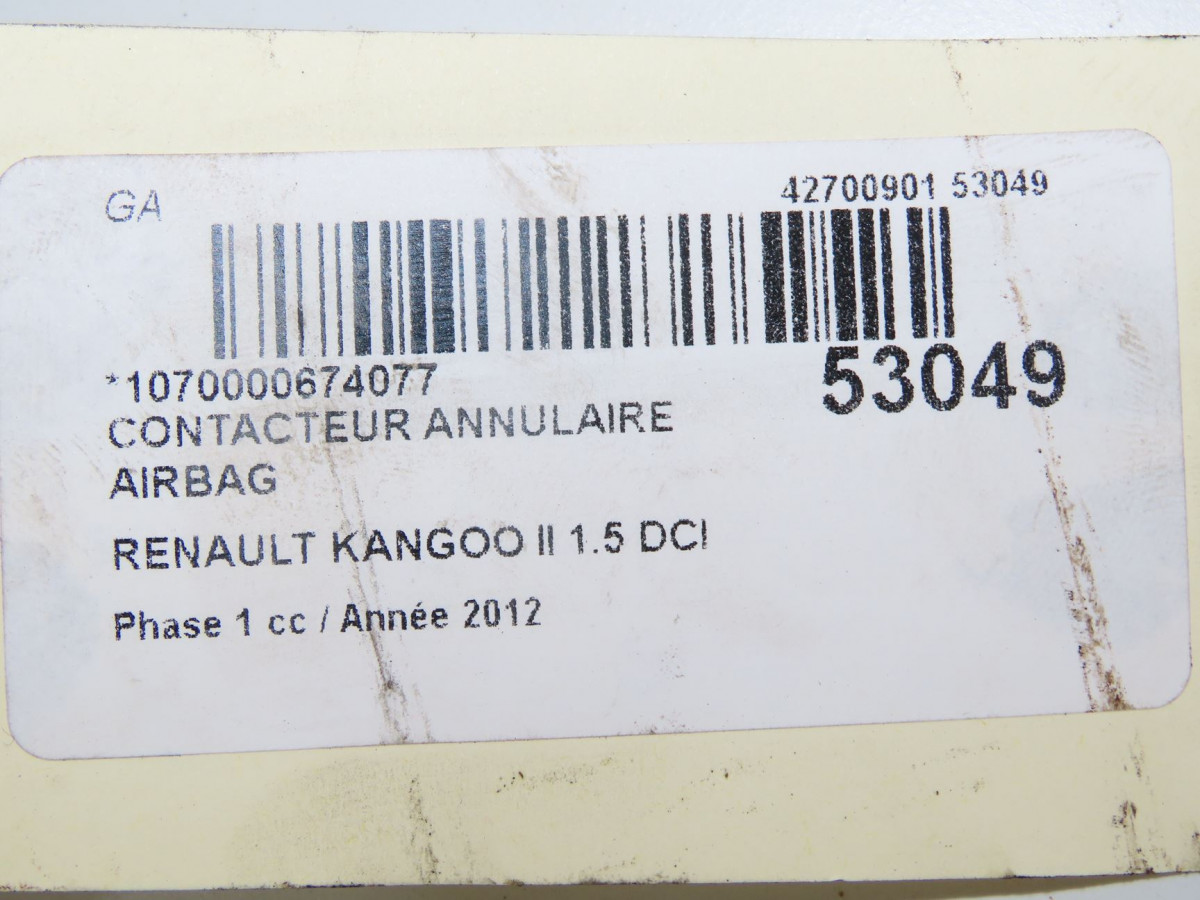 GA
42700901 53049
*1070000674077
53049
CONTACTEUR ANNULAIRE
AIRBAG
RENAULT KANGOO II 1.5 DCI
Phase 1 cc / Année 2012